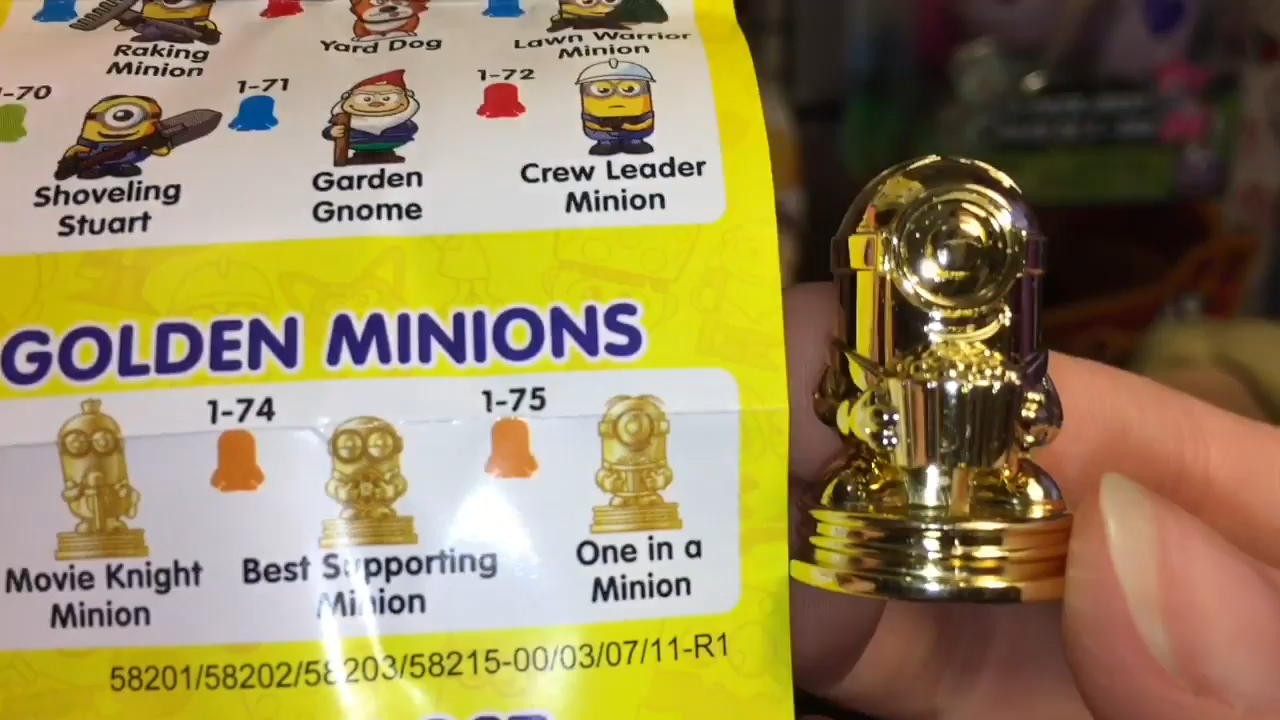 Raking
Minion
Yard Dog
Lawn Warrior
Minion
1-70
1-71
1-72
Shoveling
Stuart
Garden
Gnome
Crew Leader
Minion
GOLDEN MINIONS
1-74
1-75
Movie Knight
Minion
Best Supporting
Minion
One in a
Minion
58201/58202/58203/58215-00/03/07/11-R1